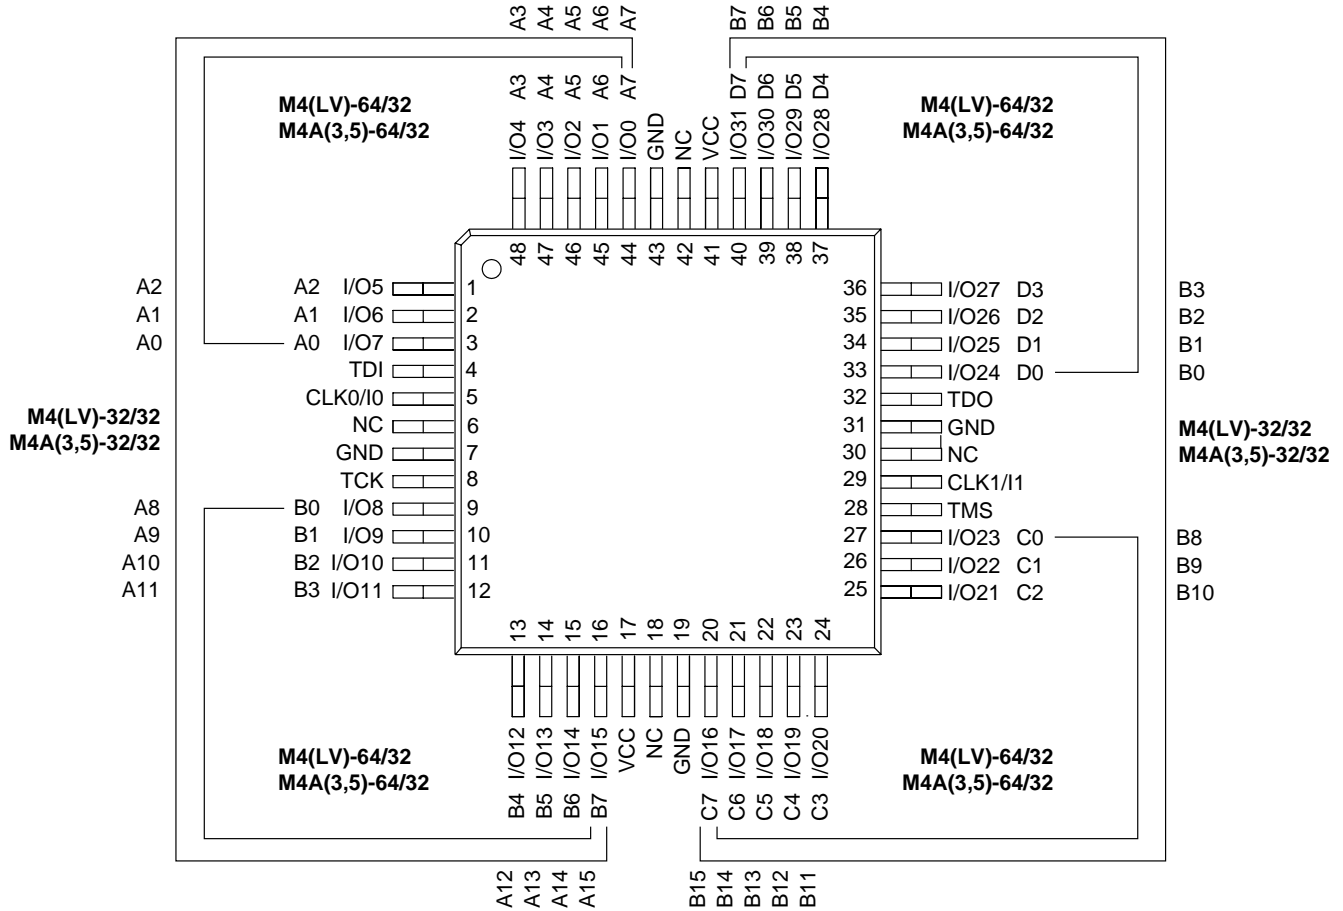 A3 A4 A5 A6 A7 B7 B6 B5 B4
A3 A4 A5 A6 A7 D7 D6 D5 D4
M4(LV)-64/32
M4A(3,5)-64/32
M4(LV)-64/32
M4A(3,5)-64/32
I/O4 I/O3 I/O2 I/O1 I/O0 GND NC VCC I/O31 I/O30 I/O29 I/O28
48 47 46 45 44 43 42 41 40 39 38 37
A2 A2 I/O5 1 36 I/O27 D3 B3
A1 A1 I/O6 2 35 I/O26 D2 B2
A0 A0 I/O7 3 34 I/O25 D1 B1
TDI 4 33 I/O24 D0 B0
CLK0/I0 5 32 TDO
M4(LV)-32/32
M4A(3,5)-32/32
NC 6 31 GND
M4(LV)-32/32
M4A(3,5)-32/32
GND 7 30 NC
TCK 8 29 CLK1/I1
A8 B0 I/O8 9 28 TMS
A9 B1 I/O9 10 27 I/O23 C0 B8
A10 B2 I/O10 11 26 I/O22 C1 B9
A11 B3 I/O11 12 25 I/O21 C2 B10
13 14 15 16 17 18 19 20 21 22 23 24
I/O12 I/O13 I/O14 I/O15 VCC NC GND I/O16 I/O17 I/O18 I/O19 I/O20
M4(LV)-64/32
M4A(3,5)-64/32
M4(LV)-64/32
M4A(3,5)-64/32
B4 B5 B6 B7 C7 C6 C5 C4 C3
A12 A13 A14 A15 B15 B14 B13 B12 B11